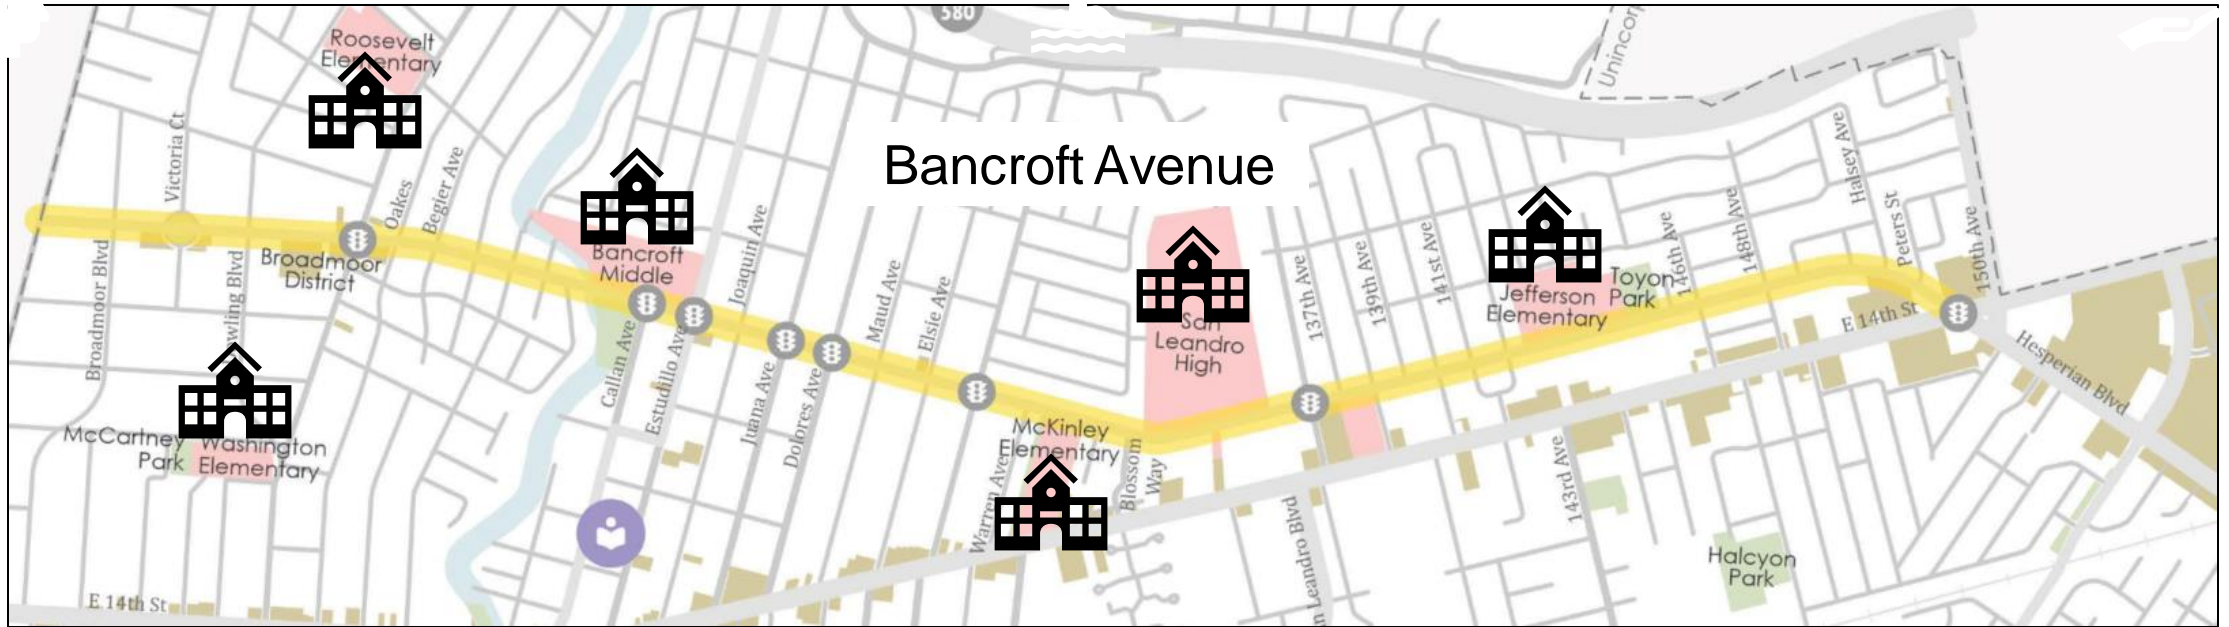 580
Unincorp
Roosevelt
Elementary
Victoria Ct
Oakes
Begier Ave
Bancroft Avenue
Halsey Ave
Peters St
150th Ave
148th Ave
146th Ave
141st Ave
139th Ave
137th Ave
Joaquin Ave
Maud Ave
Elsie Ave
Broadmoor Blvd
wling Blvd
Broadmoor
District
Bancroft
Middle
Callan Ave
Estudillo Ave
Juana Ave
Dolores Ave
San
Leandro
High
Jefferson
Elementary
Toyon
Park
E 14th St
Hesperian Blvd
McKinley
Elementary
Warren Ave
Blossom
Way
McCartney
Park
Washington
Elementary
n Leandro Blvd
143rd Ave
Halcyon
Park
E 14th St